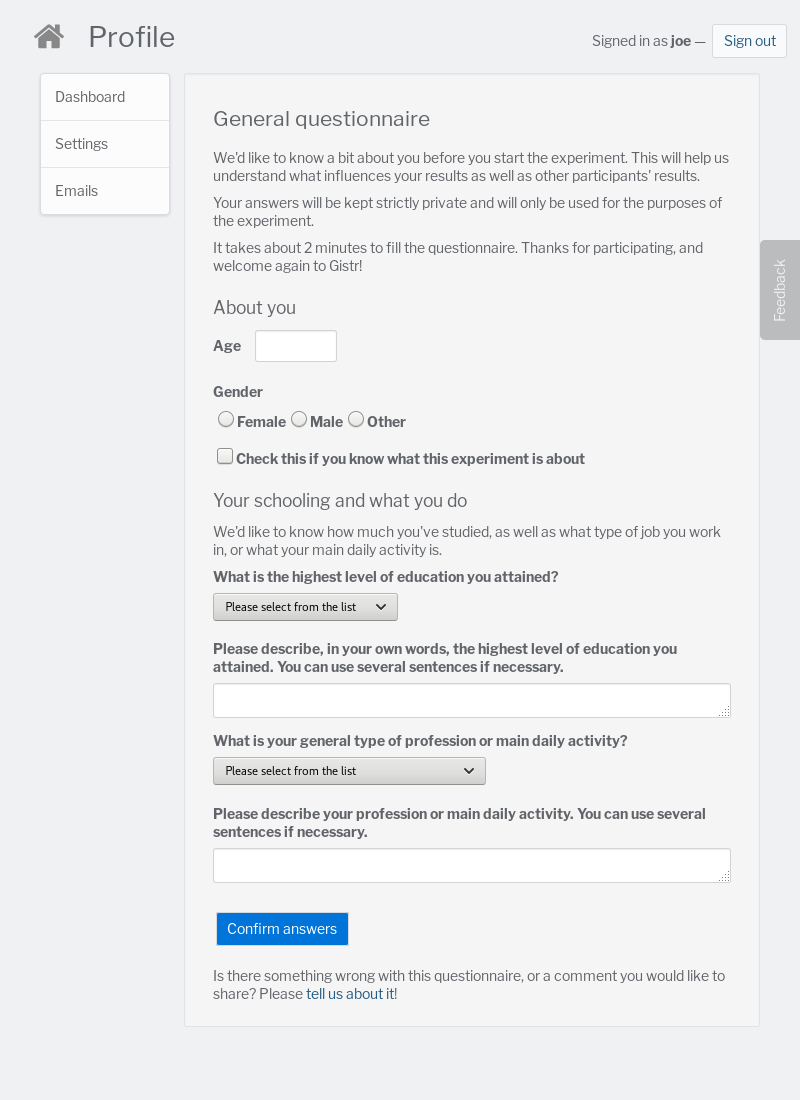 Profile
Signed in as joe — Sign out
Dashboard
Settings
Emails
General questionnaire
We'd like to know a bit about you before you start the experiment. This will help us
understand what influences your results as well as other participants' results.
Your answers will be kept strictly private and will only be used for the purposes of
the experiment.
It takes about 2 minutes to fill the questionnaire. Thanks for participating, and
welcome again to Gistr!
Feedback
About you
Age
Gender
Female Male Other
Check this if you know what this experiment is about
Your schooling and what you do
We'd like to know how much you've studied, as well as what type of job you work
in, or what your main daily activity is.
What is the highest level of education you attained?
Please select from the list
Please describe, in your own words, the highest level of education you
attained. You can use several sentences if necessary.
What is your general type of profession or main daily activity?
Please select from the list
Please describe your profession or main daily activity. You can use several
sentences if necessary.
Confirm answers
Is there something wrong with this questionnaire, or a comment you would like to
share? Please tell us about it!